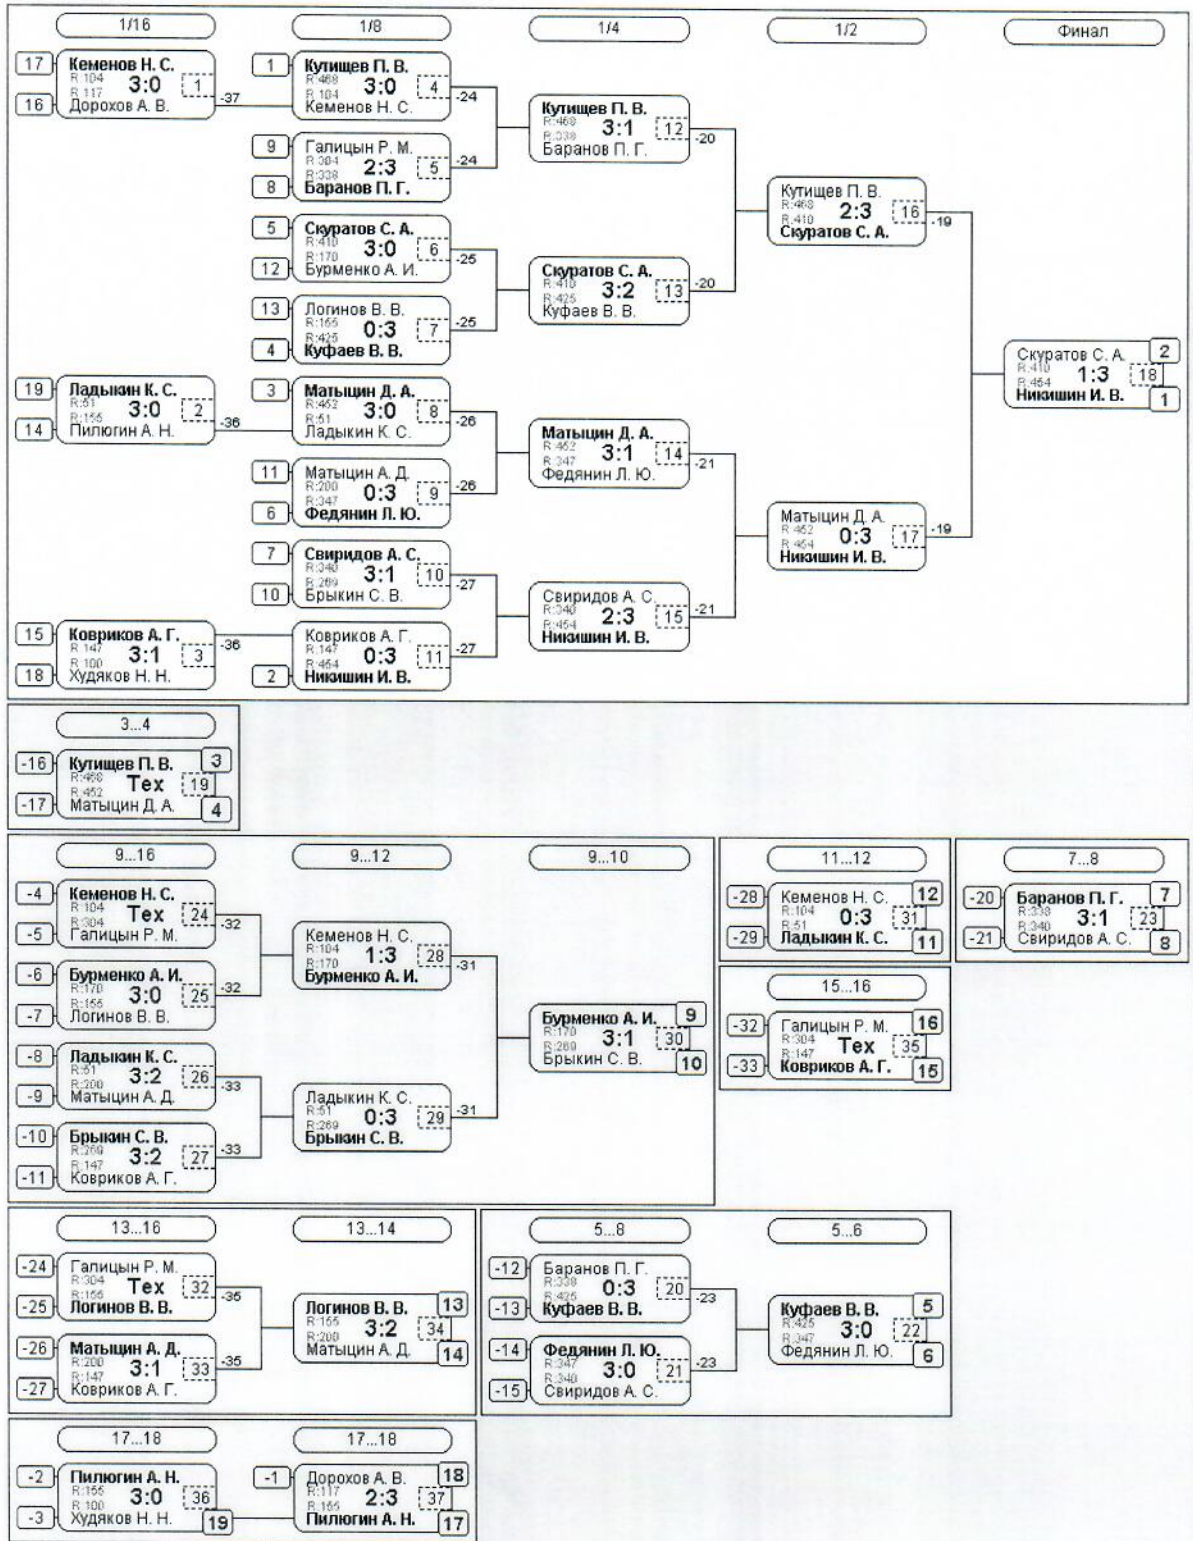 1/16
1/8
1/4
1/2
Финал
17
Кеменов Н. С.
R:104
3:0
1
R:117
16
Дорохов А. В.
-37
1
Кутищев П. В.
R:468
3:0
4
R:104
Кеменов Н. С.
-24
9
Галицын Р. М.
R:304
2:3
5
R:338
8
Баранов П. Г.
-24
5
Скуратов С. А.
R:410
3:0
6
R:170
12
Бурменко А. И.
-25
13
Логинов В. В.
R:155
0:3
7
R:425
4
Куфаев В. В.
-25
19
Ладыкин К. С.
R:51
3:0
2
R:155
14
Пилюгин А. Н.
-36
3
Матыцин Д. А.
R:452
3:0
8
R:51
Ладыкин К. С.
-26
11
Матыцин А. Д.
R:200
0:3
9
R:347
6
Федянин Л. Ю.
-26
7
Свиридов А. С.
R:340
3:1
10
R:269
10
Брыкин С. В.
-27
15
Ковриков А. Г.
R:147
3:1
3
R:100
18
Худяков Н. Н.
-36
Ковриков А. Г.
R:147
0:3
11
R:454
2
Никишин И. В.
-27
Кутищев П. В.
R:468
3:1
12
R:338
Баранов П. Г.
-20
Скуратов С. А.
R:410
3:2
13
R:425
Куфаев В. В.
-20
Матыцин Д. А.
R:452
3:1
14
R:347
Федянин Л. Ю.
-21
Свиридов А. С.
R:340
2:3
15
R:454
Никишин И. В.
-21
Кутищев П. В.
R:468
2:3
16
R:410
Скуратов С. А.
-19
Матыцин Д. А.
R:452
0:3
17
R:454
Никишин И. В.
-19
Скуратов С. А.
2
R:410
1:3
18
R:454
Никишин И. В.
1
3...4
-16
Кутищев П. В.
3
R:468
Тех
19
R:452
-17
Матыцин Д. А.
4
9...16
9...12
9...10
-4
Кеменов Н. С.
R:104
Тех
24
R:304
-5
Галицын Р. М.
-32
-6
Бурменко А. И.
R:170
3:0
25
R:155
-7
Логинов В. В.
-32
-8
Ладыкин К. С.
R:51
3:2
26
R:200
-9
Матыцин А. Д.
-33
-10
Брыкин С. В.
R:269
3:2
27
R:147
-11
Ковриков А. Г.
-33
Кеменов Н. С.
R:104
1:3
28
R:170
Бурменко А. И.
-31
Ладыкин К. С.
R:51
0:3
29
R:269
Брыкин С. В.
-31
Бурменко А. И.
9
R:170
3:1
30
R:269
Брыкин С. В.
10
11...12
-28
Кеменов Н. С.
12
R:104
0:3
31
R:51
-29
Ладыкин К. С.
11
7...8
-20
Баранов П. Г.
7
R:338
3:1
23
R:340
-21
Свиридов А. С.
8
15...16
-32
Галицын Р. М.
16
R:304
Тех
35
R:147
-33
Ковриков А. Г.
15
13...16
13...14
-24
Галицын Р. М.
R:304
Тех
32
R:155
-25
Логинов В. В.
-35
-26
Матыцин А. Д.
R:200
3:1
33
R:147
-27
Ковриков А. Г.
-35
Логинов В. В.
13
R:155
3:2
34
R:200
Матыцин А. Д.
14
5...8
5...6
-12
Баранов П. Г.
R:338
0:3
20
R:425
-13
Куфаев В. В.
-23
-14
Федянин Л. Ю.
R:347
3:0
21
R:340
-15
Свиридов А. С.
-23
Куфаев В. В.
5
R:425
3:0
22
R:347
Федянин Л. Ю.
6
17...18
17...18
-2
Пилюгин А. Н.
R:155
3:0
36
R:100
-3
Худяков Н. Н.
19
-1
Дорохов А. В.
18
R:117
2:3
37
R:155
Пилюгин А. Н.
17